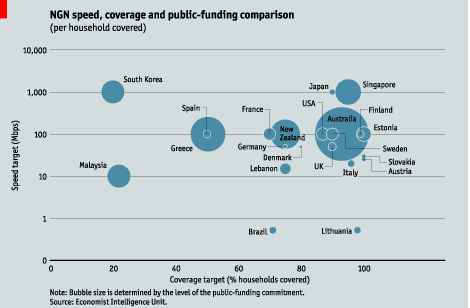 NGN speed, coverage and public-funding comparison
(per household covered)
Speed target (Mbps)
10,000
1,000
100
10
1
0
South Korea
Japan
Singapore
USA
Spain
France
Australia
Finland
New
Zealand
Estonia
Greece
Germany
Denmark
Sweden
Malaysia
Lebanon
UK
Italy
Slovakia
Austria
Brazil
Lithuania
0
20
40
60
80
100
Coverage target (% households covered)
Note: Bubble size is determined by the level of the public-funding commitment.
Source: Economist Intelligence Unit.